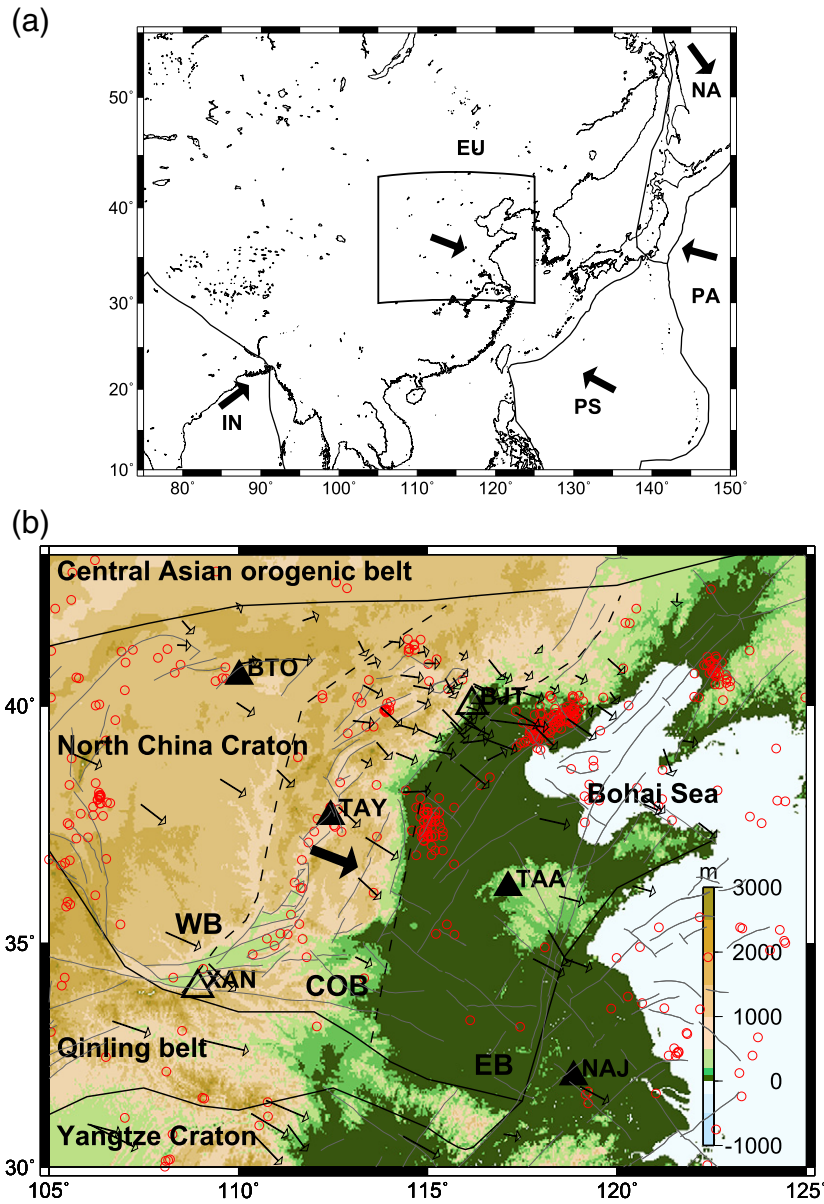 (a)
NA
50°
EU
40°
PA
30°
20°
PS
IN
10°
80° 90° 100° 110° 120° 130° 140° 150°
(b)
Central Asian orogenic belt
BTO
BJT
40°
North China Craton
Bohai Sea
TAY
m
TAA
3000
WB
35°
2000
XAN
COB
1000
Qinling belt
EB
NAJ
0
Yangtze Craton
-1000
30°
105° 110° 115° 120° 125°